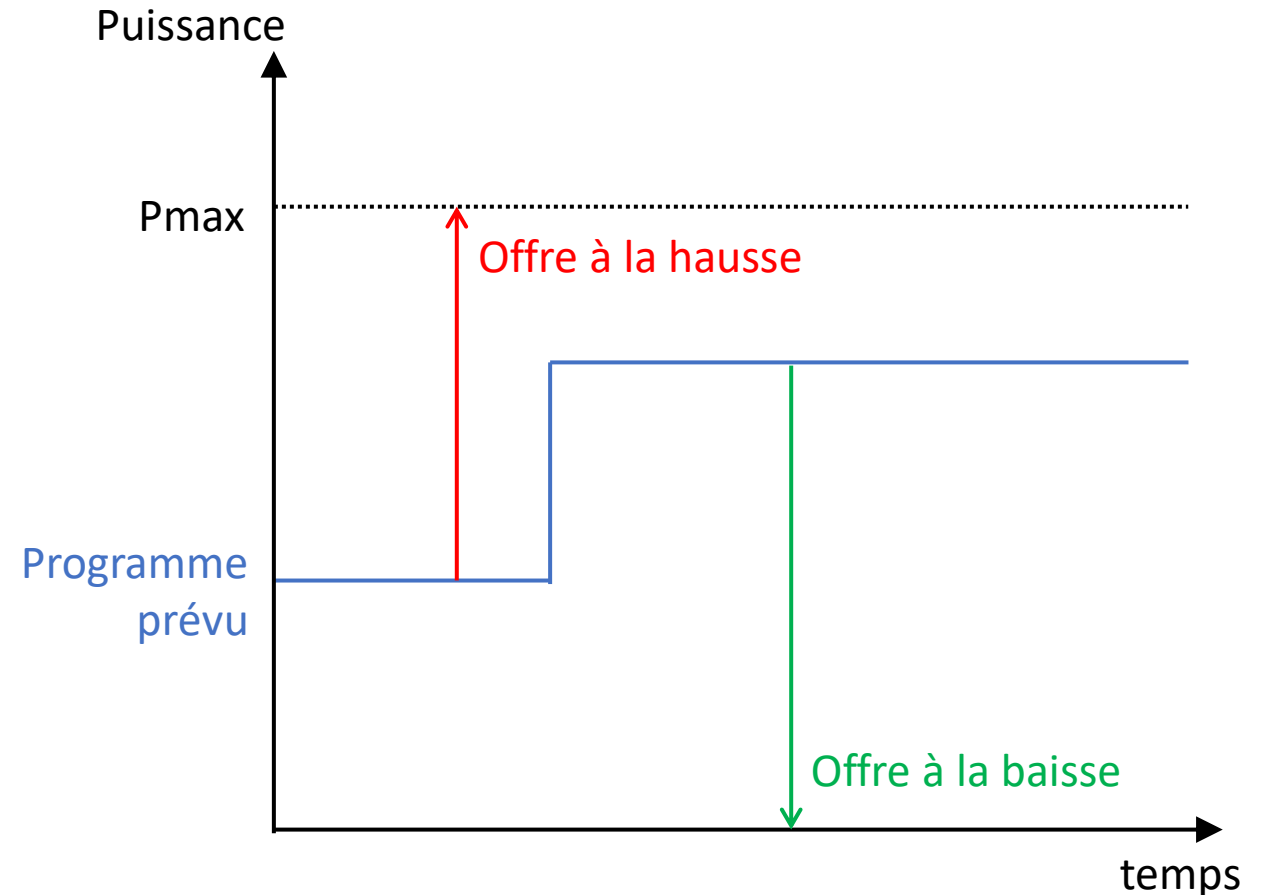 Puissance
Pmax
Offre à la hausse
Programme
prévu
Offre à la baisse
temps